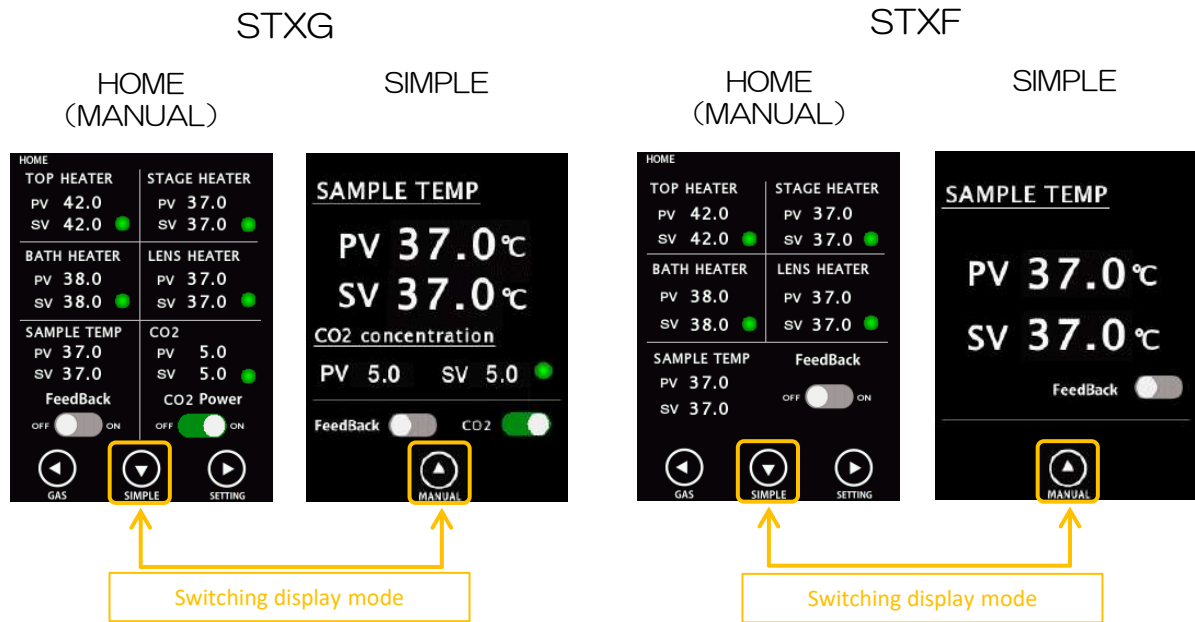 STXG
HOME
(MANUAL)
SIMPLE
HOME
TOP HEATER
PV 42.0
SV 42.0
STAGE HEATER
PV 37.0
SV 37.0
BATH HEATER
PV 38.0
SV 38.0
LENS HEATER
PV 37.0
SV 37.0
SAMPLE TEMP
PV 37.0
SV 37.0
CO2
PV 5.0
SV 5.0
FeedBack
OFF ON
CO2 Power
OFF ON
GAS
SIMPLE
SETTING
SAMPLE TEMP
PV 37.0℃
SV 37.0℃
CO2 concentration
PV 5.0 SV 5.0
FeedBack CO2
MANUAL
Switching display mode
STXF
HOME
(MANUAL)
SIMPLE
HOME
TOP HEATER
PV 42.0
SV 42.0
STAGE HEATER
PV 37.0
SV 37.0
BATH HEATER
PV 38.0
SV 38.0
LENS HEATER
PV 37.0
SV 37.0
SAMPLE TEMP
PV 37.0
SV 37.0
FeedBack
OFF ON
GAS
SIMPLE
SETTING
SAMPLE TEMP
PV 37.0℃
SV 37.0℃
FeedBack
MANUAL
Switching display mode